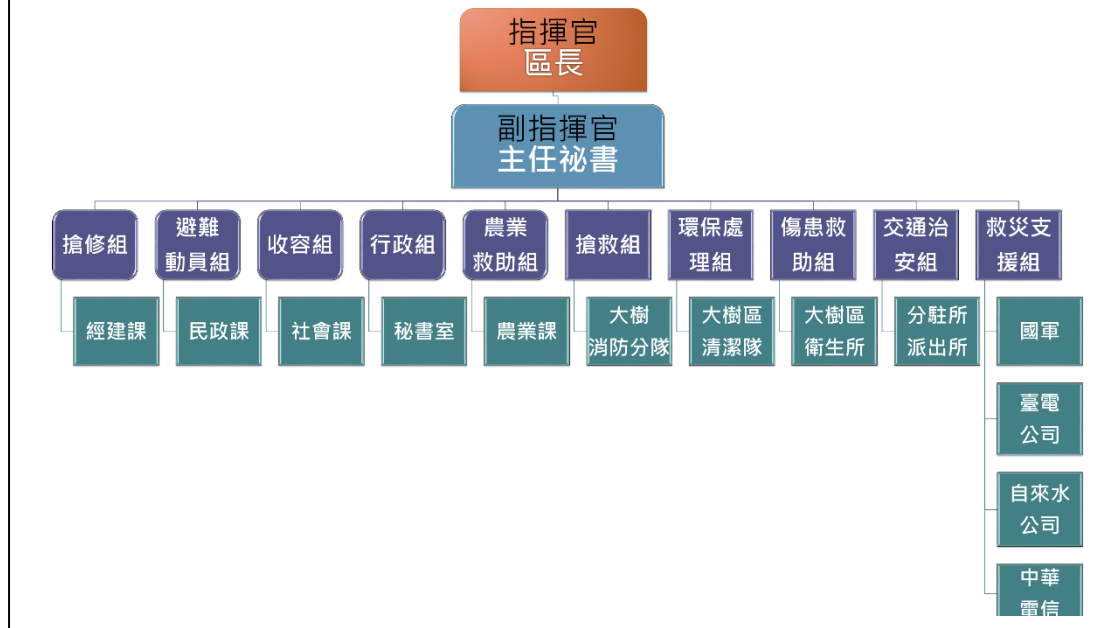 指揮官
區長
副指揮官
主任祕書
搶修組
避難
動員組
收容組
行政組
農業
救助組
搶救組
環保處
理組
傷患救
助組
交通治
安組
救災支
援組
經建課
民政課
社會課
秘書室
農業課
大樹
消防分隊
大樹區
清潔隊
大樹區
衛生所
分駐所
派出所
國軍
臺電
公司
自來水
公司
中華
電信